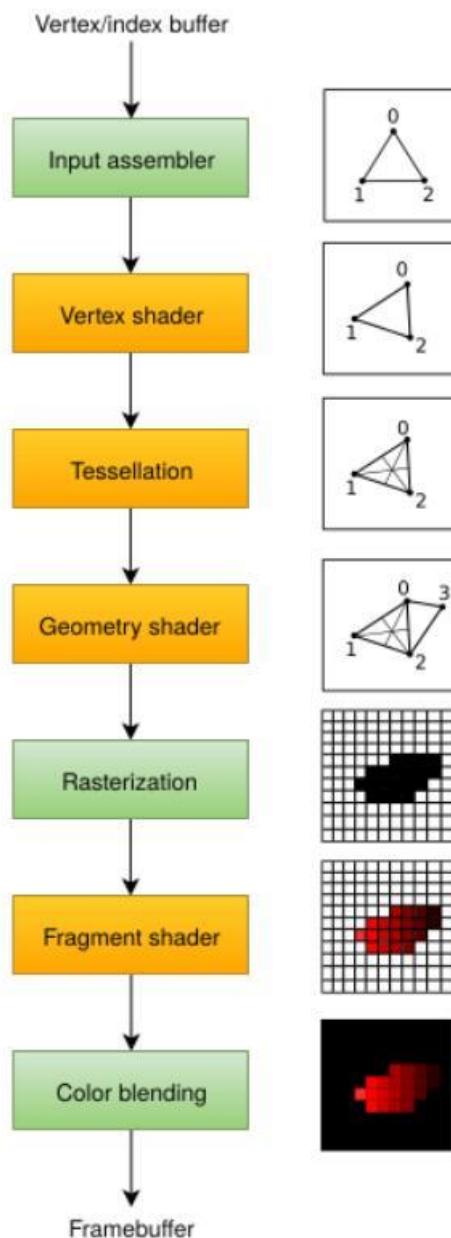 Vertex/index buffer
Input assembler
0
1 2
Vertex shader
0
1
2
Tessellation
0
1
2
Geometry shader
0 3
1
2
Rasterization
Fragment shader
Color blending
Framebuffer